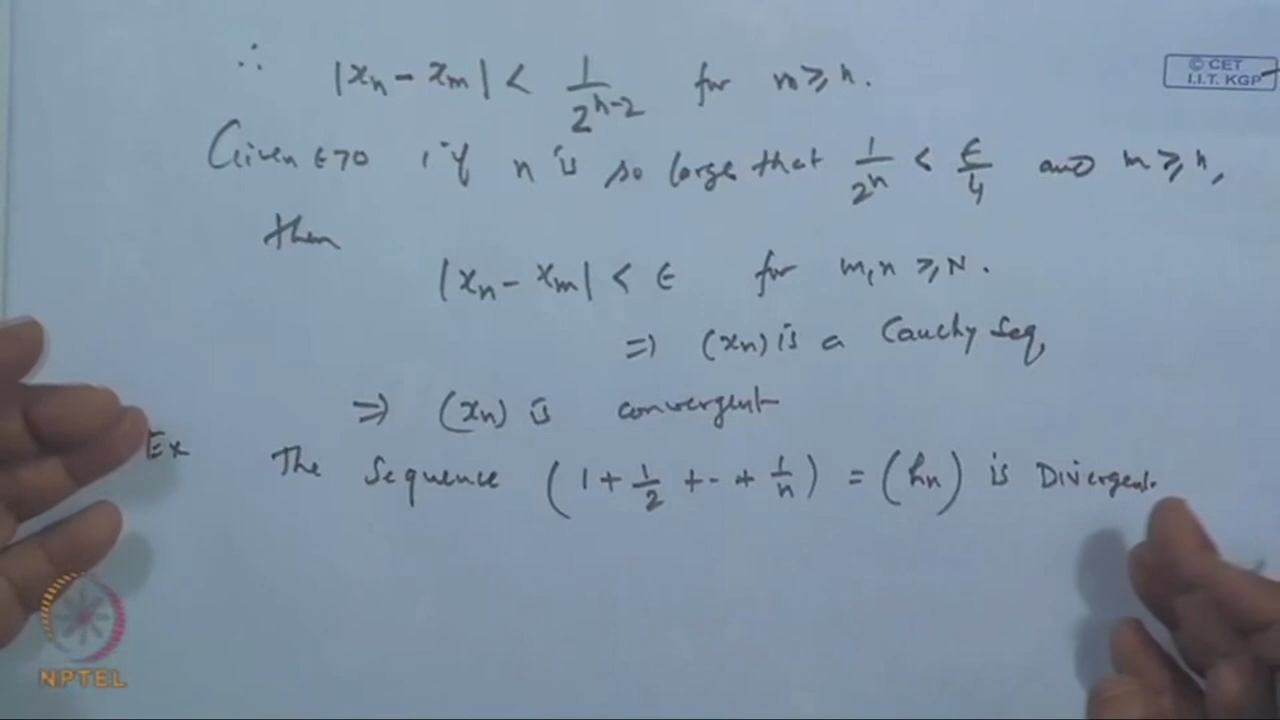 ∴ |xₙ - xₘ| < 1/2ⁿ⁻² for m ≥ n.
© CET
I.I.T. KGP
Given ϵ>0 if n is so large that 1/2ⁿ < ϵ/4 and m ≥ n,
then
|xₙ - xₘ| < ϵ for m, n ≥ N.
⇒ (xₙ) is a Cauchy Seq,
⇒ (xₙ) is convergent
Ex The Sequence (1 + 1/2 + - + 1/n) = (hₙ) is Divergent.
NPTEL